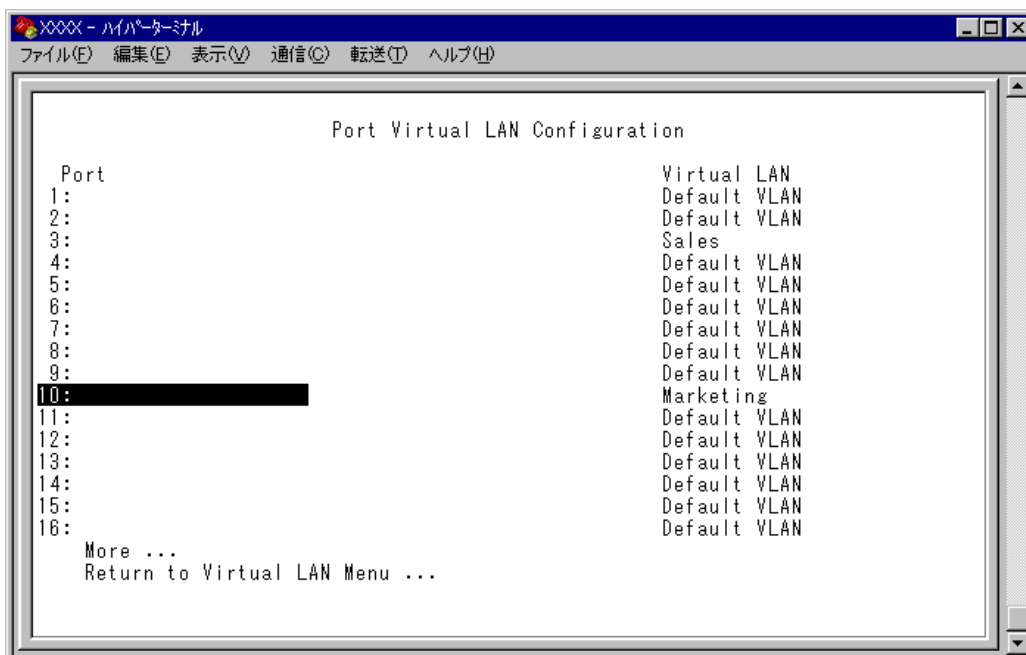 XXXX - ﾊｲﾊﾟｰﾀｰﾐﾅﾙ
ファイル(F) 編集(E) 表示(V) 通信(C) 転送(T) ヘルプ(H)
Port Virtual LAN Configuration
Port Virtual LAN
1: Default VLAN
2: Default VLAN
3: Sales
4: Default VLAN
5: Default VLAN
6: Default VLAN
7: Default VLAN
8: Default VLAN
9: Default VLAN
10: Marketing
11: Default VLAN
12: Default VLAN
13: Default VLAN
14: Default VLAN
15: Default VLAN
16: Default VLAN
More ...
Return to Virtual LAN Menu ...